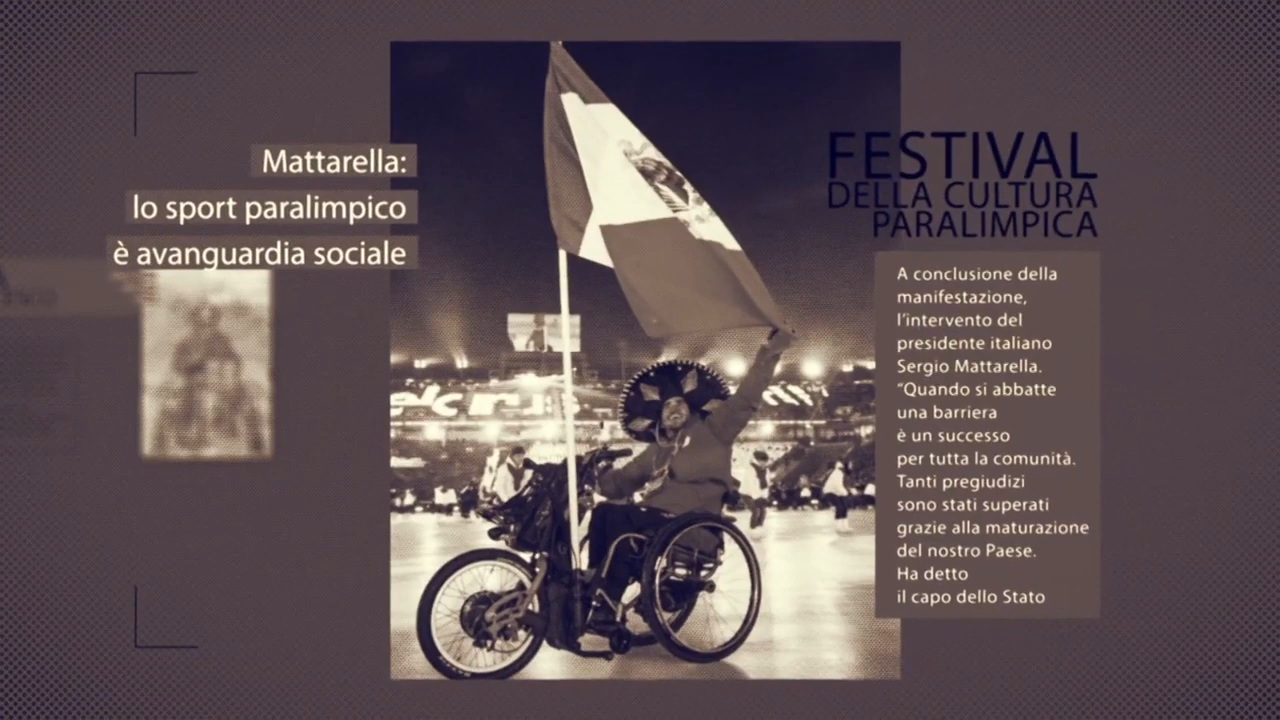 Mattarella:
lo sport paralimpico
è avanguardia sociale
FESTIVAL
DELLA CULTURA
PARALIMPICA
A conclusione della
manifestazione,
l'intervento del
presidente italiano
Sergio Mattarella.
“Quando si abbatte
una barriera
è un successo
per tutta la comunità.
Tanti pregiudizi
sono stati superati
grazie alla maturazione
del nostro Paese.
Ha detto
il capo dello Stato